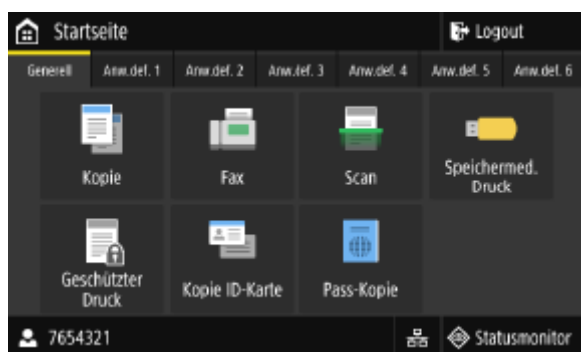 Startseite
Logout
Generell
Anw.def. 1
Anw.def. 2
Anw.def. 3
Anw.def. 4
Anw.def. 5
Anw.def. 6
Kopie
Fax
Scan
Speichermed.
Druck
Geschützter
Druck
Kopie ID-Karte
Pass-Kopie
7654321
Statusmonitor